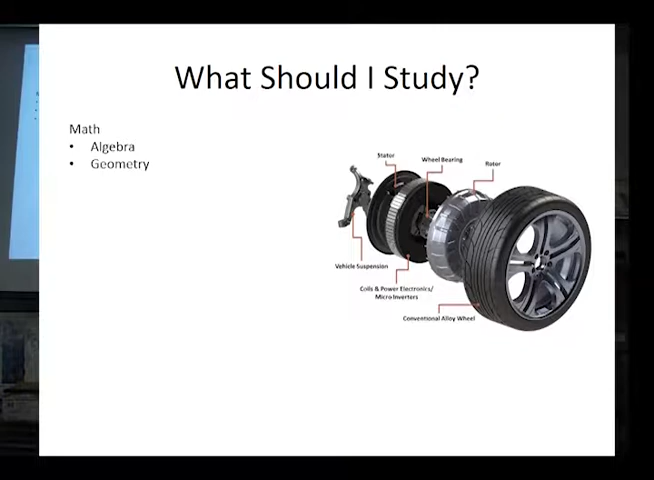 What Should I Study?
Math
• Algebra
• Geometry
Stator
Wheel Bearing
Rotor
Vehicle Suspension
Coils & Power Electronics/
Micro Inverters
Conventional Alloy Wheel